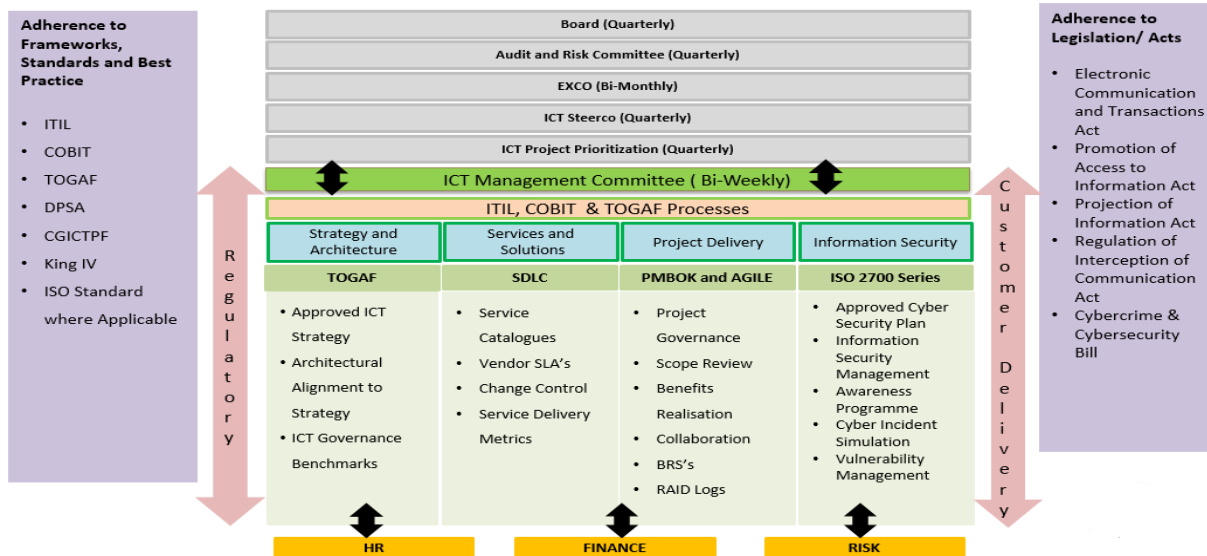 Adherence to
Frameworks,
Standards and Best
Practice
• ITIL
• COBIT
• TOGAF
• DPSA
• CGICTPF
• King IV
• ISO Standard
where Applicable
Regulatory
Board (Quarterly)
Audit and Risk Committee (Quarterly)
EXCO (Bi-Monthly)
ICT Steerco (Quarterly)
ICT Project Prioritization (Quarterly)
ICT Management Committee ( Bi-Weekly)
ITIL, COBIT & TOGAF Processes
Strategy and
Architecture
TOGAF
• Approved ICT
Strategy
• Architectural
Alignment to
Strategy
• ICT Governance
Benchmarks
Services and
Solutions
SDLC
• Service
Catalogues
• Vendor SLA's
• Change Control
• Service Delivery
Metrics
Project Delivery
PMBOK and AGILE
• Project
Governance
• Scope Review
• Benefits
Realisation
• Collaboration
• BRS's
• RAID Logs
Information Security
ISO 2700 Series
• Approved Cyber
Security Plan
• Information
Security
Management
• Awareness
Programme
• Cyber Incident
Simulation
• Vulnerability
Management
HR
FINANCE
RISK
Customer Delivery
Adherence to
Legislation/ Acts
• Electronic
Communication
and Transactions
Act
• Promotion of
Access to
Information Act
• Projection of
Information Act
• Regulation of
Interception of
Communication
Act
• Cybercrime &
Cybersecurity
Bill